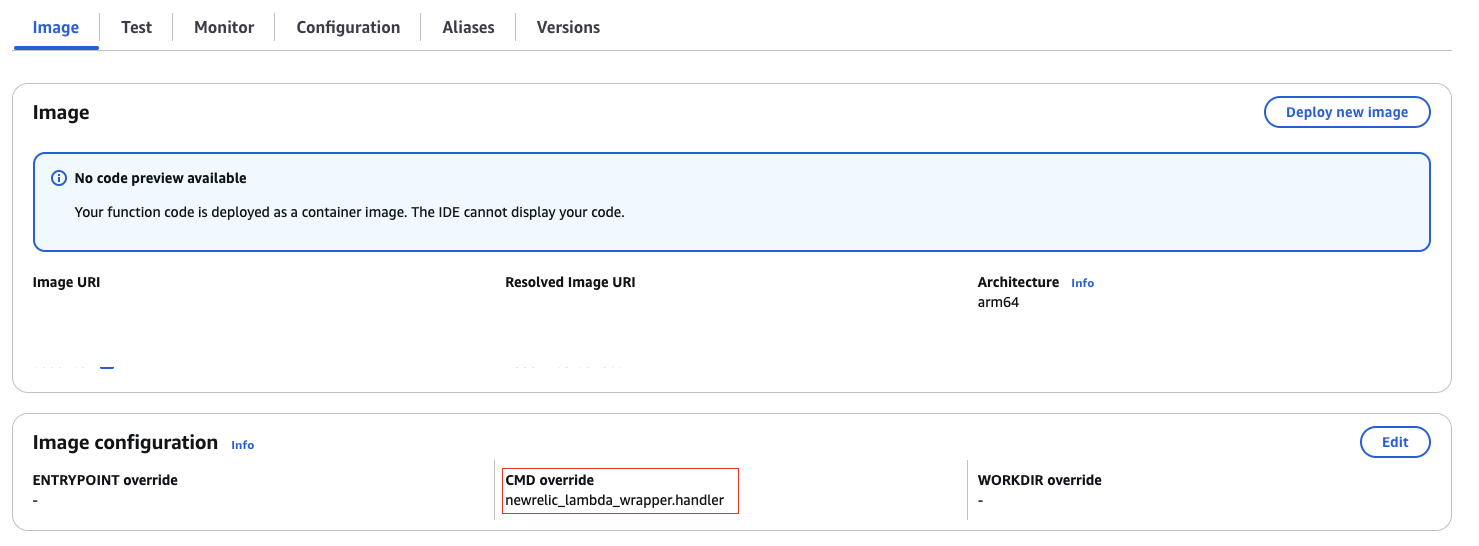 Image
Test
Monitor
Configuration
Aliases
Versions
Image
Deploy new image
No code preview available
Your function code is deployed as a container image. The IDE cannot display your code.
Image URI
Resolved Image URI
Architecture Info
arm64
Image configuration Info
Edit
ENTRYPOINT override
-
CMD override
newrelic_lambda_wrapper.handler
WORKDIR override
-